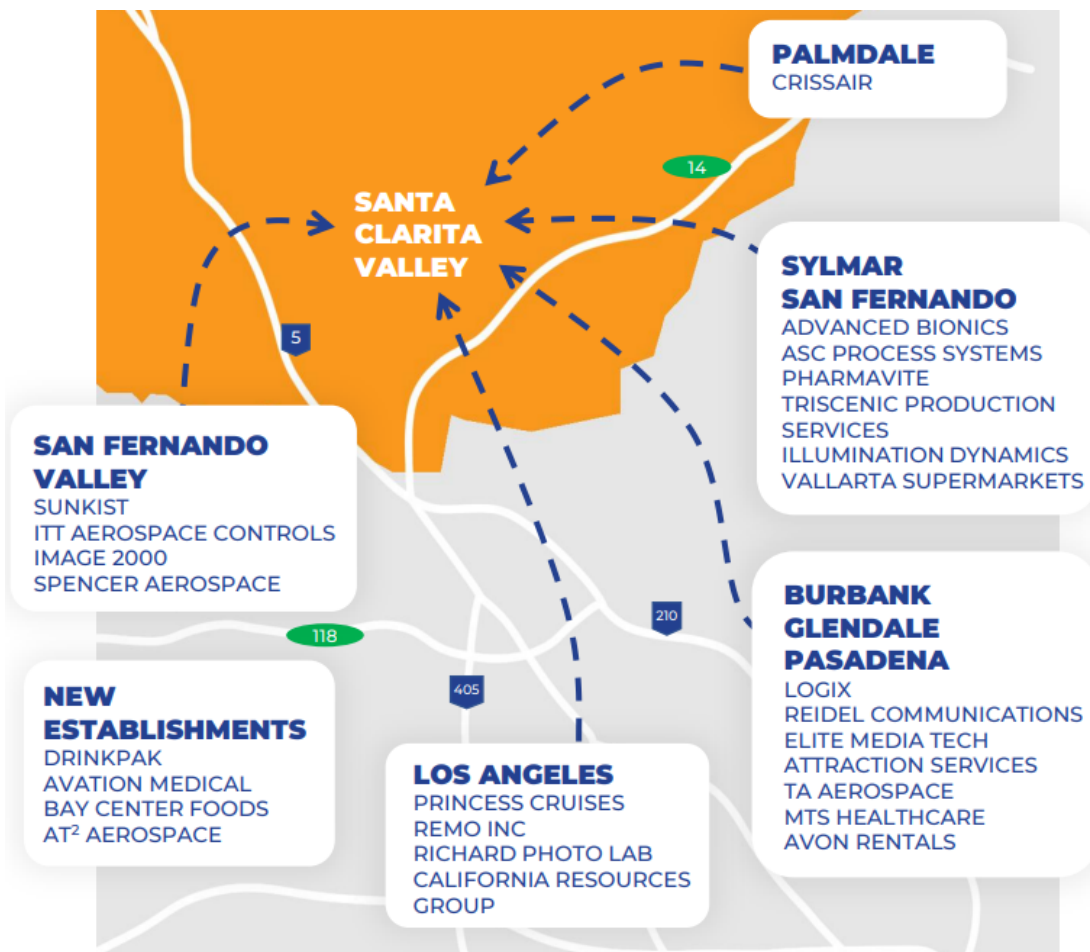 PALMDALE
CRISSAIR
14
SANTA
CLARITA
VALLEY
SYLMAR
SAN FERNANDO
ADVANCED BIONICS
ASC PROCESS SYSTEMS
PHARMAVITE
TRISCENIC PRODUCTION
SERVICES
ILLUMINATION DYNAMICS
VALLARTA SUPERMARKETS
5
SAN FERNANDO
VALLEY
SUNKIST
ITT AEROSPACE CONTROLS
IMAGE 2000
SPENCER AEROSPACE
118
210
405
NEW
ESTABLISHMENTS
DRINKPAK
AVATION MEDICAL
BAY CENTER FOODS
AT² AEROSPACE
LOS ANGELES
PRINCESS CRUISES
REMO INC
RICHARD PHOTO LAB
CALIFORNIA RESOURCES
GROUP
BURBANK
GLENDALE
PASADENA
LOGIX
REIDEL COMMUNICATIONS
ELITE MEDIA TECH
ATTRACTION SERVICES
TA AEROSPACE
MTS HEALTHCARE
AVON RENTALS